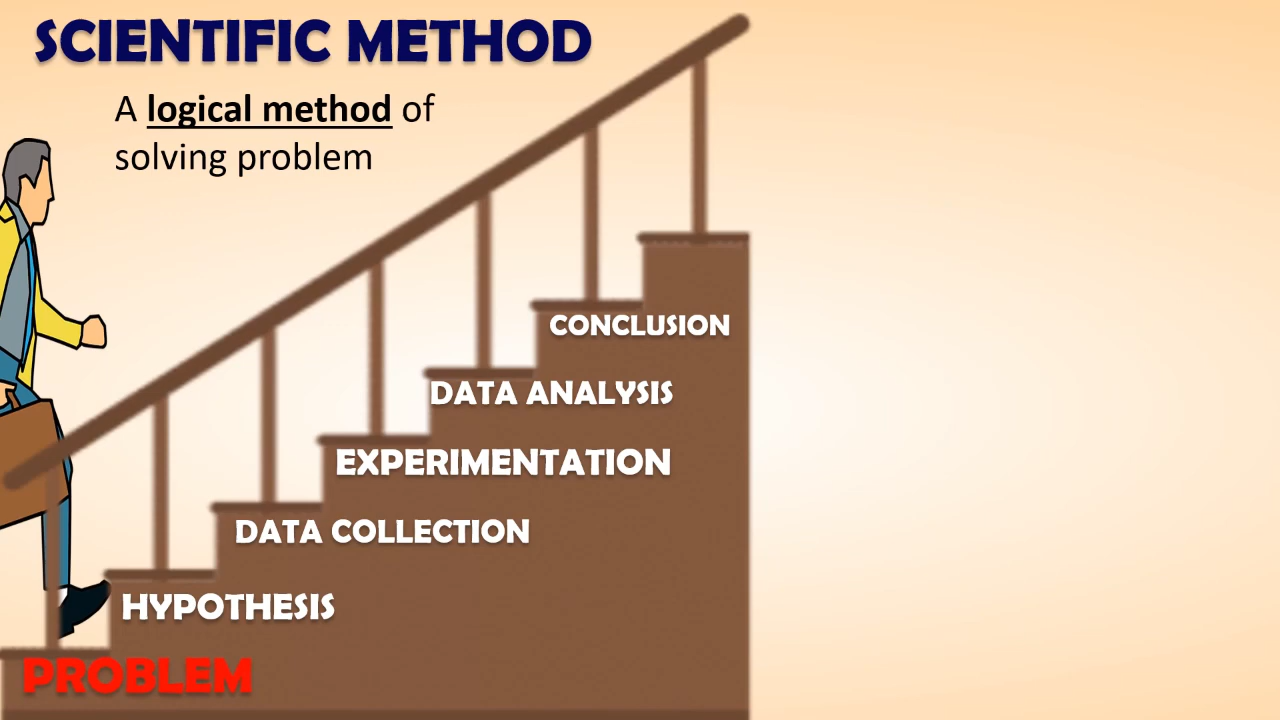 SCIENTIFIC METHOD
A logical method of
solving problem
CONCLUSION
DATA ANALYSIS
EXPERIMENTATION
DATA COLLECTION
HYPOTHESIS
PROBLEM